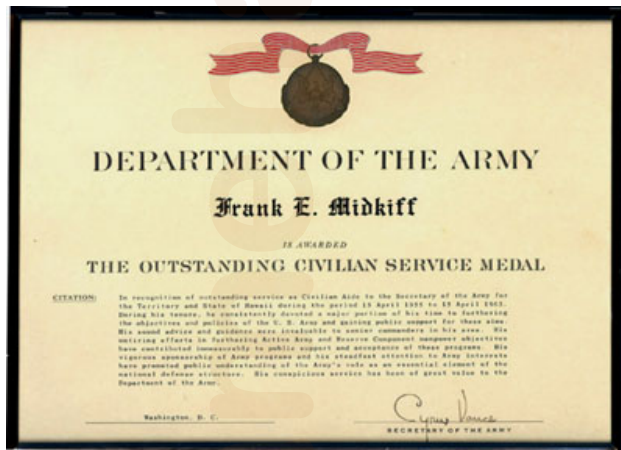 DEPARTMENT OF THE ARMY
Frank E. Midkiff
IS AWARDED
THE OUTSTANDING CIVILIAN SERVICE MEDAL
CITATION: In recognition of outstanding service as Civilian Aide to the Secretary of the Army for
the Territory and State of Hawaii during the period 15 April 1955 to 15 April 1963.
During his tenure, he consistently devoted a major portion of his time to furthering
the objectives and policies of the U. S. Army and gaining public support for these aims.
His sound advice and guidance were invaluable to senior commanders in his area. His
untiring efforts in furthering Active Army and Reserve Component manpower objectives
have contributed immeasurably to public support and acceptance of these programs. His
vigorous sponsorship of Army programs and his steadfast attention to Army interests
have promoted public understanding of the Army's role as an essential element of the
national defense structure. His conspicuous service has been of great value to the
Department of the Army.
Washington, D. C.
Cyrus Vance
SECRETARY OF THE ARMY